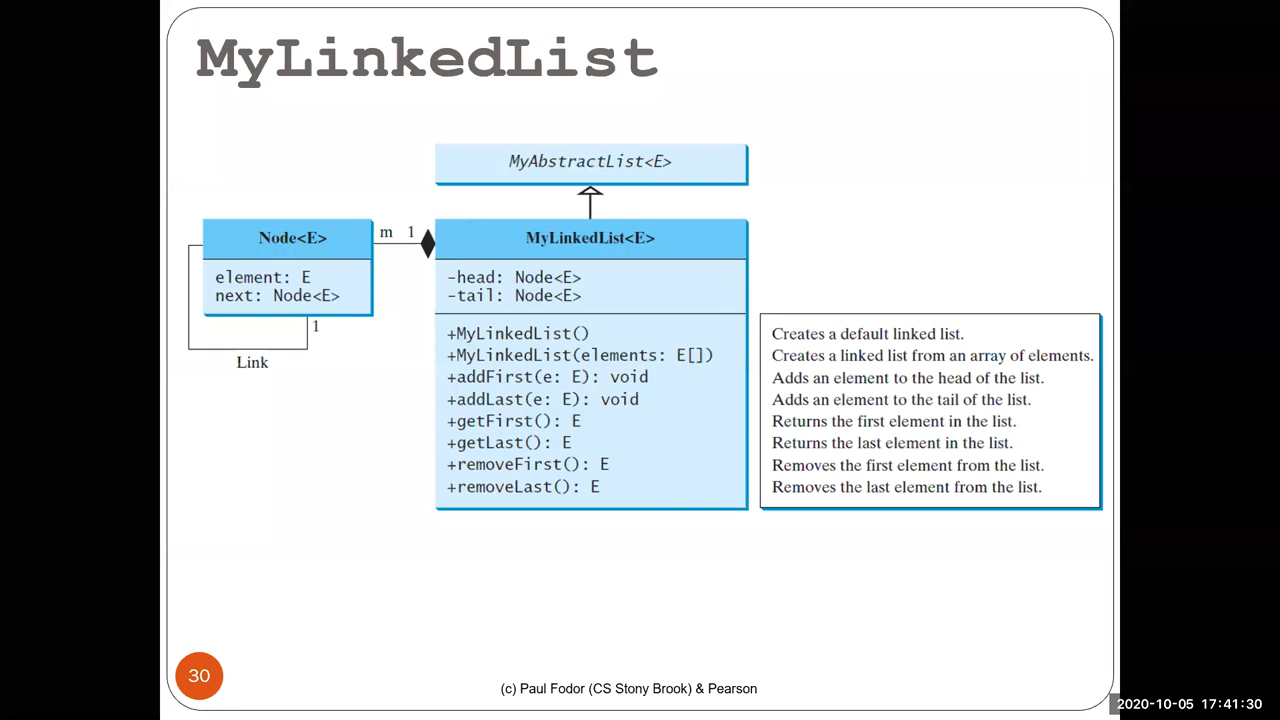 MyLinkedList
MyAbstractList<E>
Node<E>
element: E
next: Node<E>
m 1
1
Link
MyLinkedList<E>
-head: Node<E>
-tail: Node<E>
+MyLinkedList()
+MyLinkedList(elements: E[])
+addFirst(e: E): void
+addLast(e: E): void
+getFirst(): E
+getLast(): E
+removeFirst(): E
+removeLast(): E
Creates a default linked list.
Creates a linked list from an array of elements.
Adds an element to the head of the list.
Adds an element to the tail of the list.
Returns the first element in the list.
Returns the last element in the list.
Removes the first element from the list.
Removes the last element from the list.
30
(c) Paul Fodor (CS Stony Brook) & Pearson
2020-10-05 17:41:30